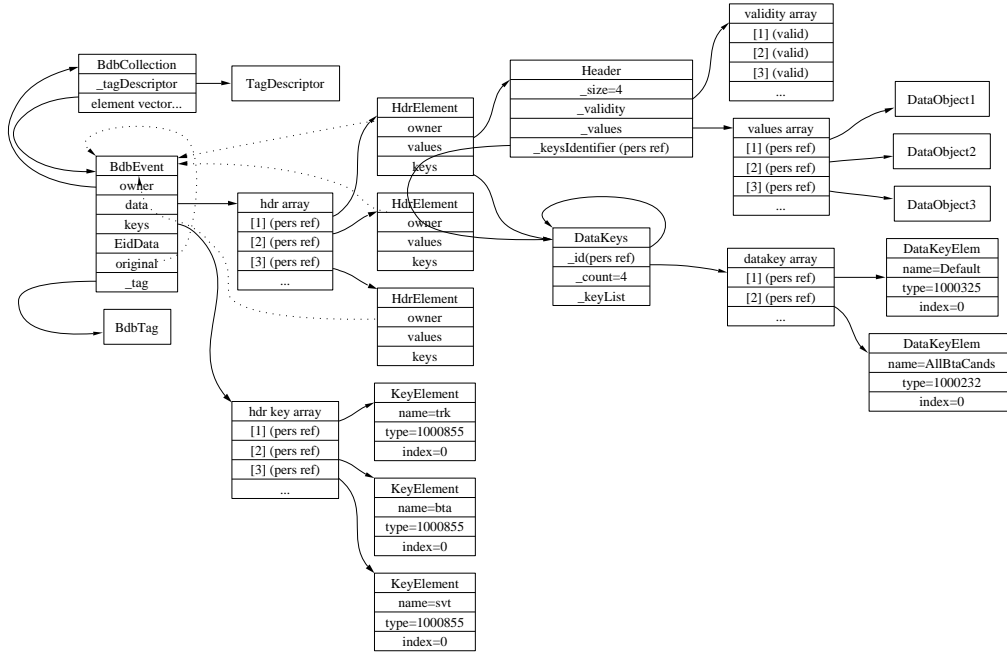 BdbCollection
_tagDescriptor
element vector...
TagDescriptor
BdbEvent
owner
data
keys
EidData
original
_tag
BdbTag
hdr array
[1] (pers ref)
[2] (pers ref)
[3] (pers ref)
...
HdrElement
owner
values
keys
HdrElement
owner
values
keys
HdrElement
owner
values
keys
hdr key array
[1] (pers ref)
[2] (pers ref)
[3] (pers ref)
...
KeyElement
name=trk
type=1000855
index=0
KeyElement
name=bta
type=1000855
index=0
KeyElement
name=svt
type=1000855
index=0
Header
_size=4
_validity
_values
_keysIdentifier (pers ref)
DataKeys
_id(pers ref)
_count=4
_keyList
validity array
[1] (valid)
[2] (valid)
[3] (valid)
...
values array
[1] (pers ref)
[2] (pers ref)
[3] (pers ref)
...
DataObject1
DataObject2
DataObject3
datakey array
[1] (pers ref)
[2] (pers ref)
...
DataKeyElem
name=Default
type=1000325
index=0
DataKeyElem
name=AllBtaCands
type=1000232
index=0